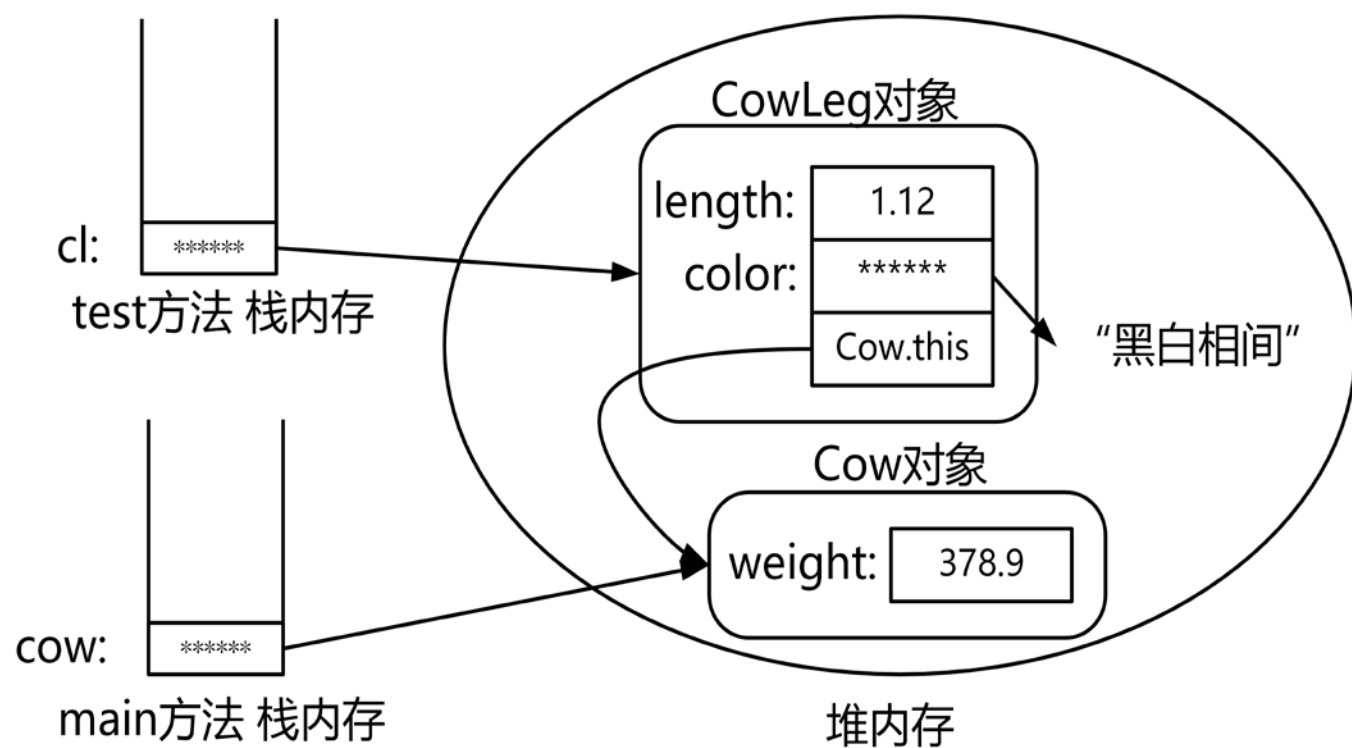 CowLeg对象
length: 1.12
cl: ******
color: ******
test方法 栈内存
Cow.this
“黑白相间”
Cow对象
weight: 378.9
cow: ******
main方法 栈内存
堆内存